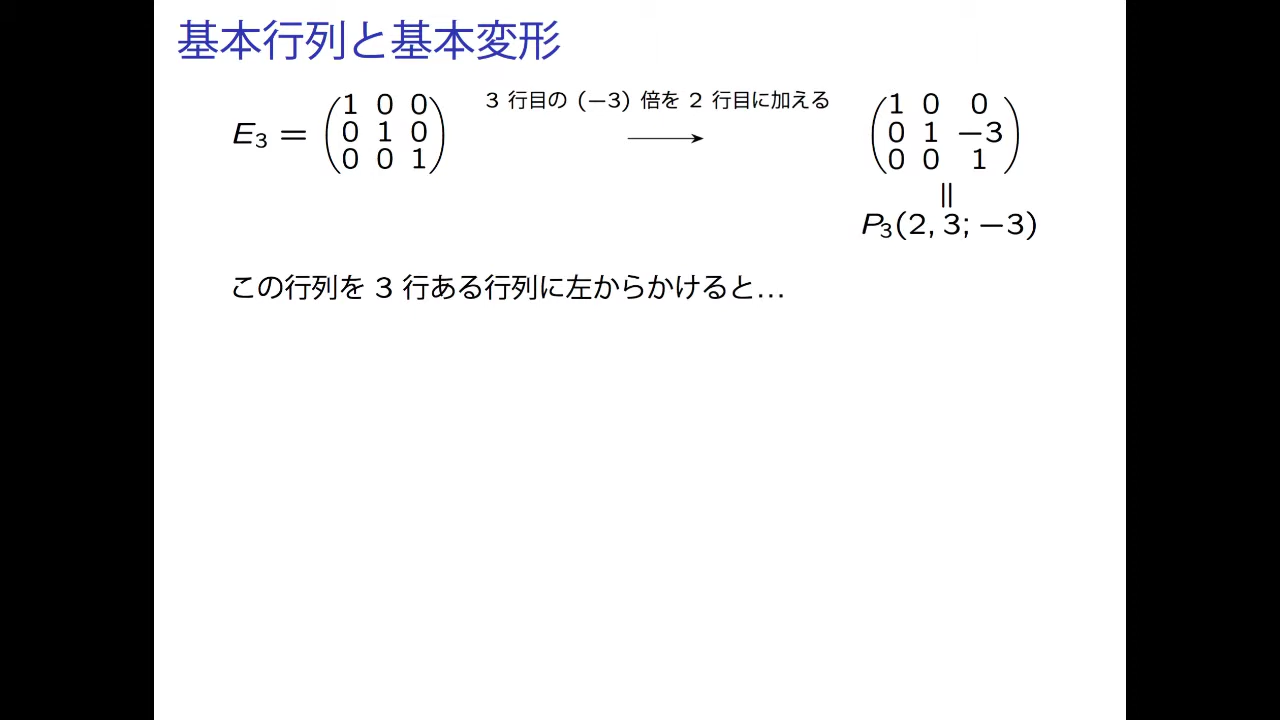 基本行列と基本変形
E₃ = (1 0 0
0 1 0
0 0 1) 3 行目の (−3) 倍を 2 行目に加える ⟶ (1 0 0
0 1 −3
0 0 1)
||
P₃(2, 3; −3)
この行列を 3 行ある行列に左からかけると…